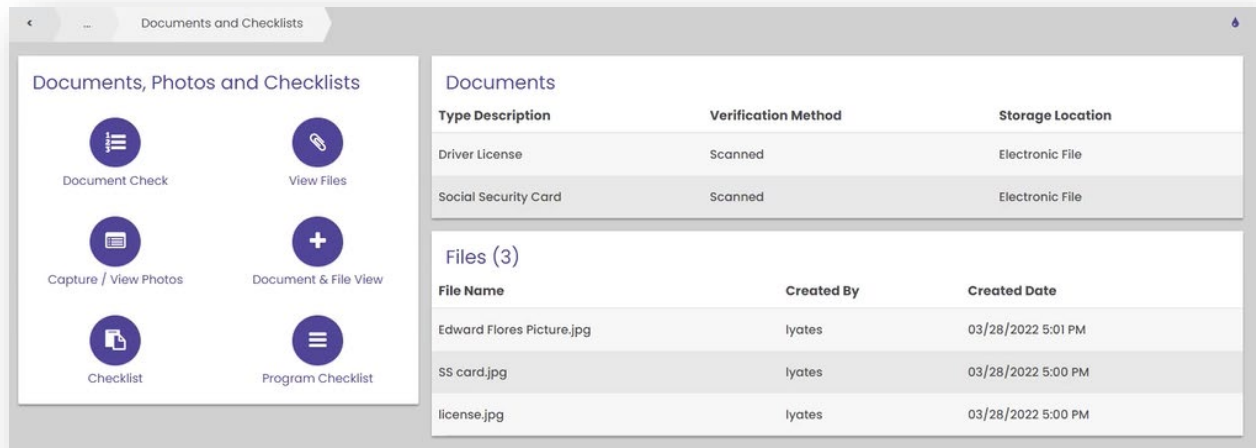 ... Documents and Checklists
Documents, Photos and Checklists
Document Check View Files
Capture / View Photos Document & File View
Checklist Program Checklist
Documents
Type Description Verification Method Storage Location
Driver License Scanned Electronic File
Social Security Card Scanned Electronic File
Files (3)
File Name Created By Created Date
Edward Flores Picture.jpg lyates 03/28/2022 5:01 PM
SS card.jpg lyates 03/28/2022 5:00 PM
license.jpg lyates 03/28/2022 5:00 PM